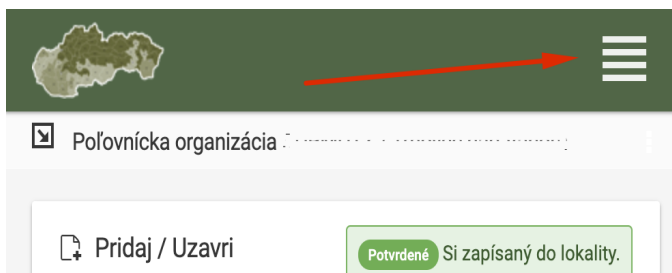 Poľovnícka organizácia
Pridaj / Uzavri
Potvrdené Si zapísaný do lokality.